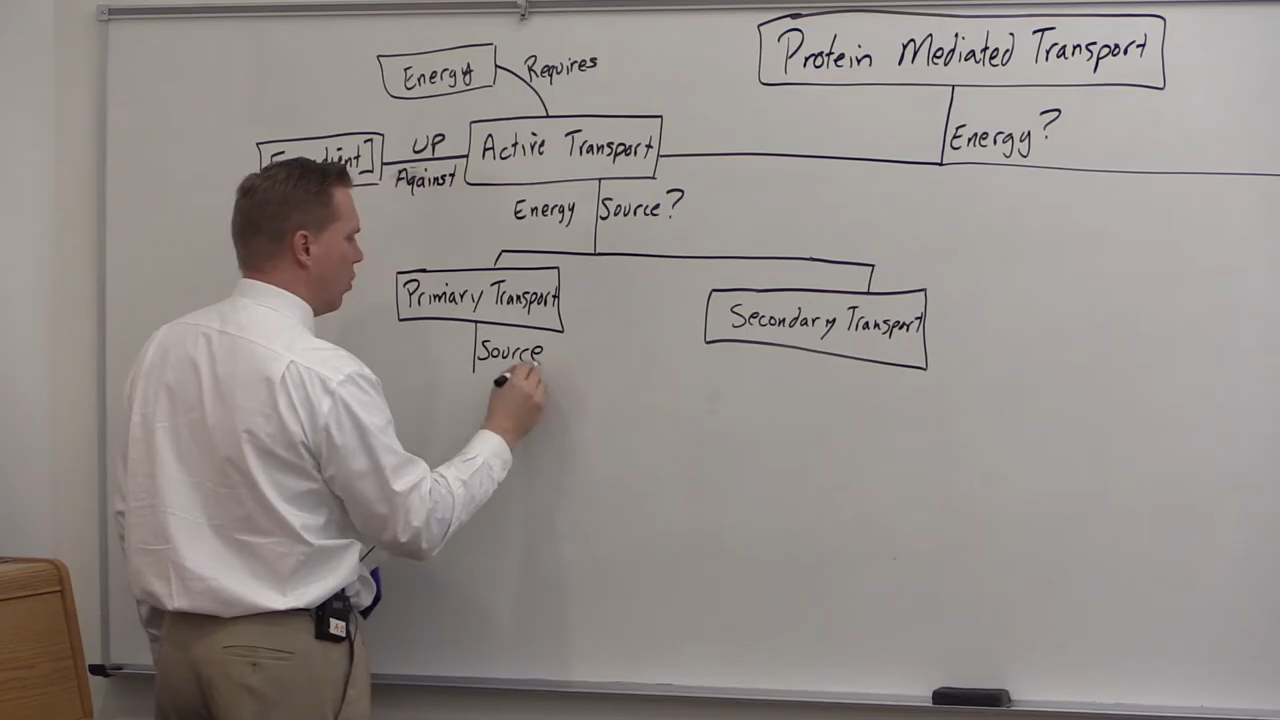 Protein Mediated Transport
Energy?
Energy
Requires
UP
Against
Active Transport
Energy Source?
Primary Transport
Secondary Transport
Source